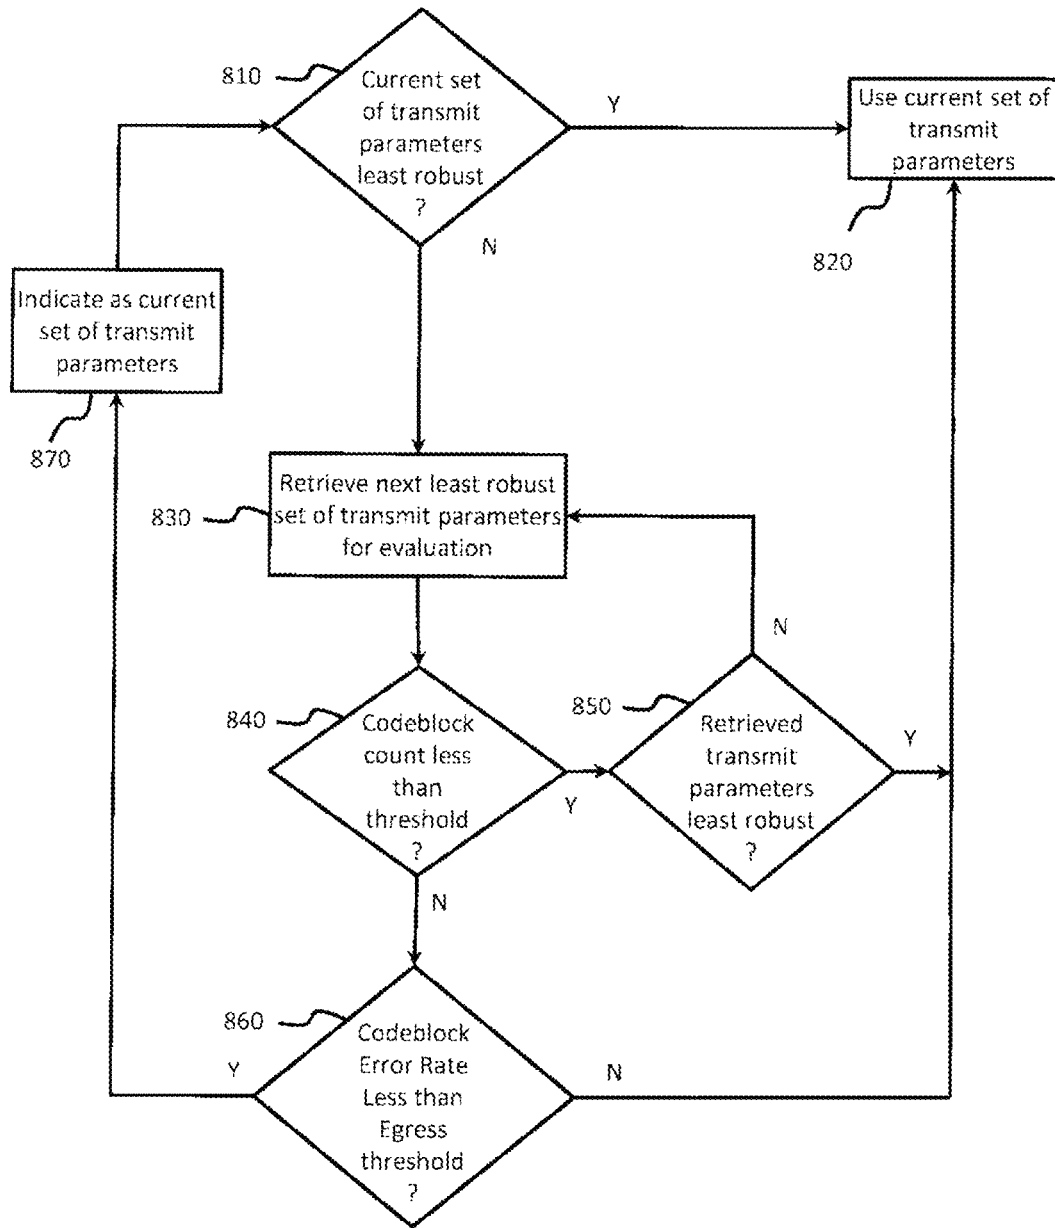 810
Current set
of transmit
parameters
least robust
?
Y
N
Use current set of
transmit
parameters
820
Indicate as current
set of transmit
parameters
870
830
Retrieve next least robust
set of transmit parameters
for evaluation
N
840
Codeblock
count less
than
threshold
?
Y
N
850
Retrieved
transmit
parameters
least robust
?
Y
860
Codeblock
Error Rate
Less than
Egress
threshold
?
Y
N